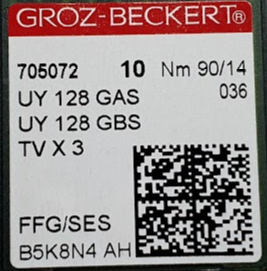 GROZ-BECKERT®
705072 10 Nm 90/14
036
UY 128 GAS
UY 128 GBS
TV X 3
FFG/SES
B5K8N4 AH